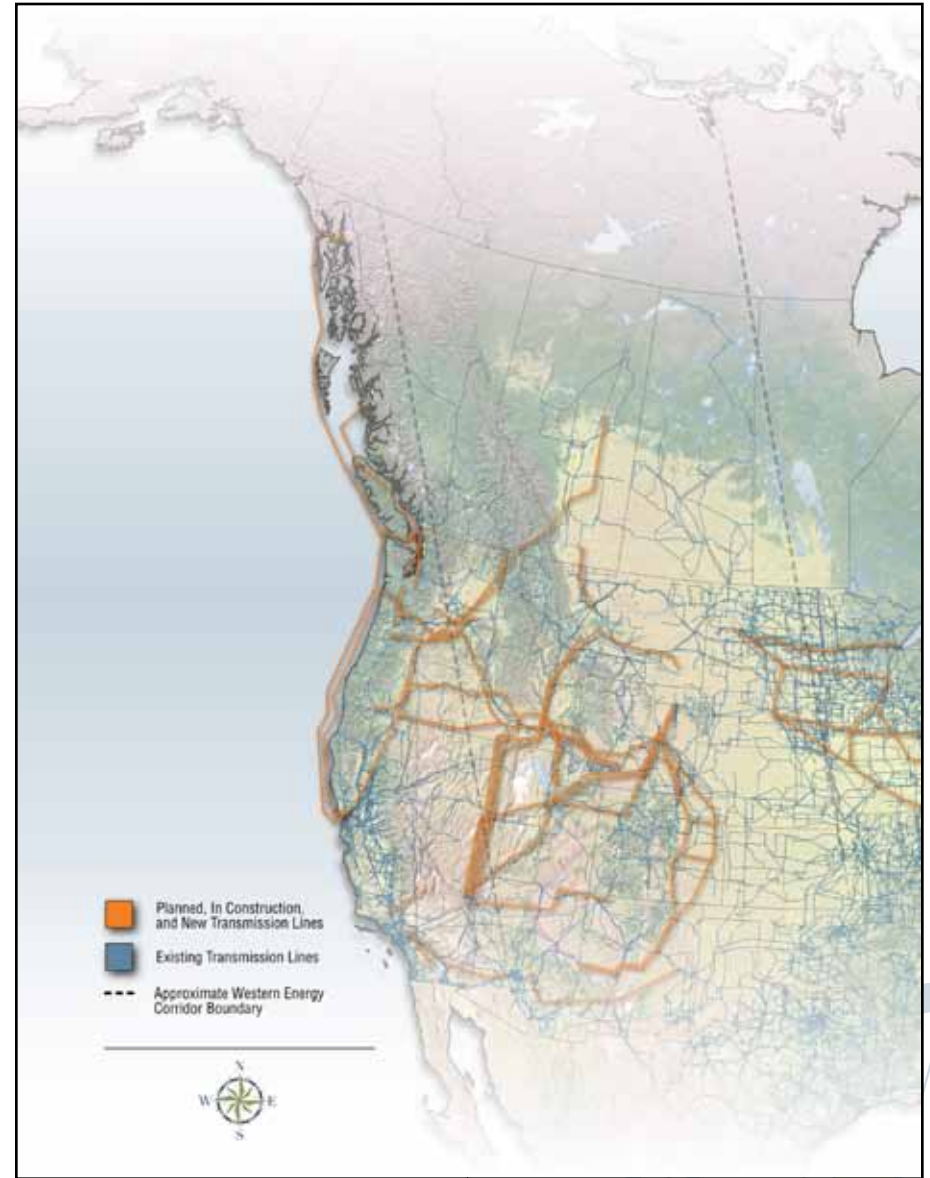 Planned, In Construction,
and New Transmission Lines
Existing Transmission Lines
Approximate Western Energy
Corridor Boundary
N
W E
S